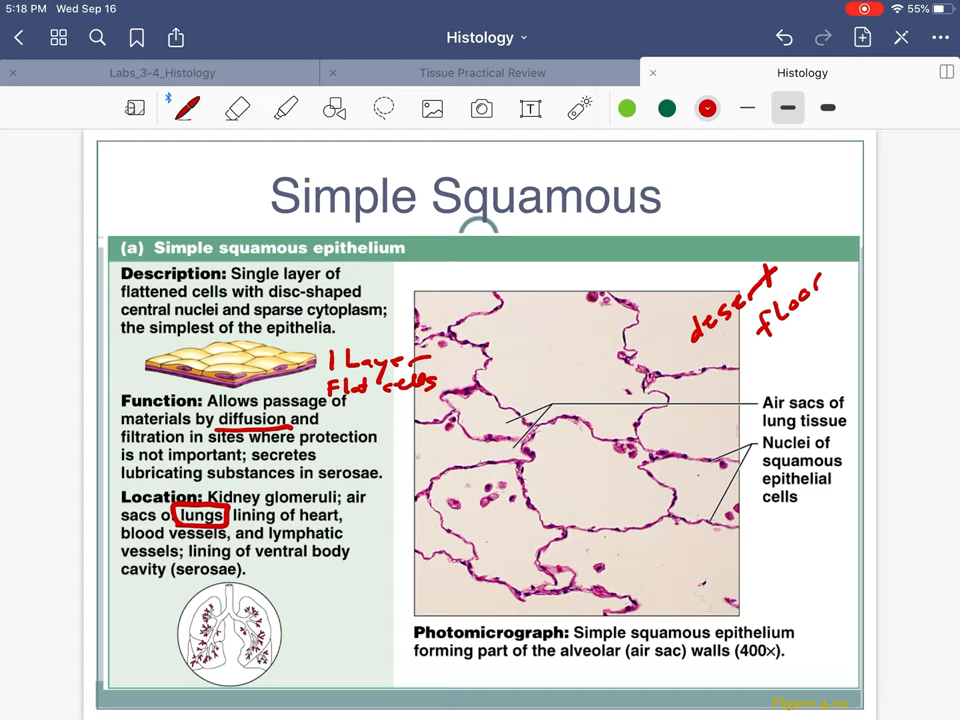 5:18 PM Wed Sep 16
55%
Histology
Labs_3-4_Histology
Tissue Practical Review
Histology
Simple Squamous
(a) Simple squamous epithelium
Description: Single layer of
flattened cells with disc-shaped
central nuclei and sparse cytoplasm;
the simplest of the epithelia.
1 Layer
Flat cells
Function: Allows passage of
materials by diffusion and
filtration in sites where protection
is not important; secretes
lubricating substances in serosae.
Location: Kidney glomeruli; air
sacs of lungs lining of heart,
blood vessels, and lymphatic
vessels; lining of ventral body
cavity (serosae).
desert
floor
Air sacs of
lung tissue
Nuclei of
squamous
epithelial
cells
Photomicrograph: Simple squamous epithelium
forming part of the alveolar (air sac) walls (400×).